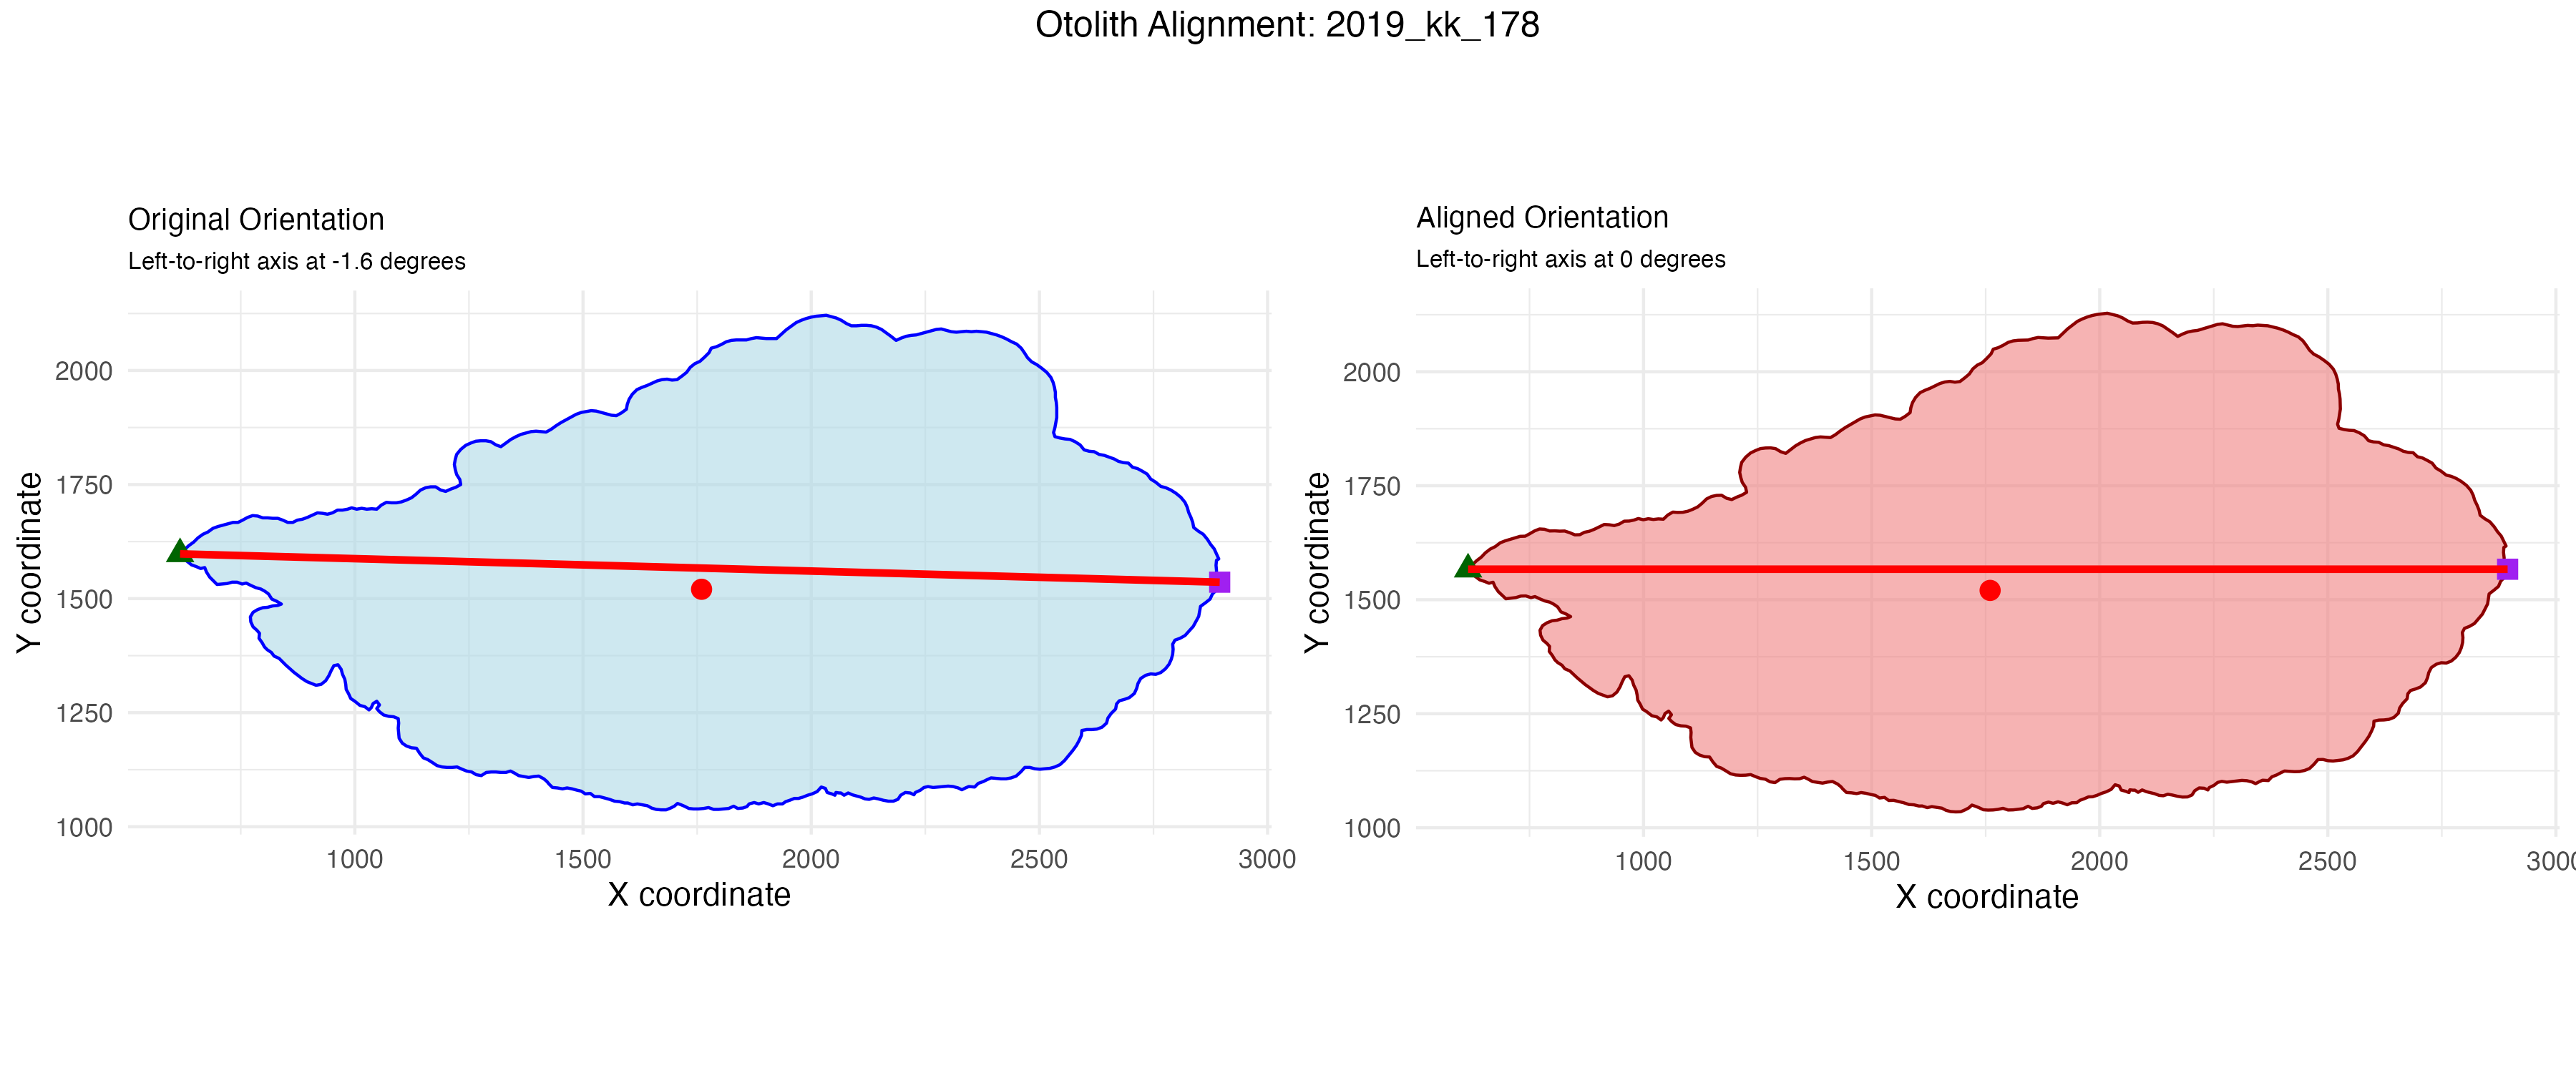 Otolith Alignment: 2019_kk_178
Original Orientation
Left-to-right axis at -1.6 degrees
Y coordinate
2000
1750
1500
1250
1000
1000 1500 2000 2500 3000
X coordinate
Aligned Orientation
Left-to-right axis at 0 degrees
Y coordinate
2000
1750
1500
1250
1000
1000 1500 2000 2500 3000
X coordinate